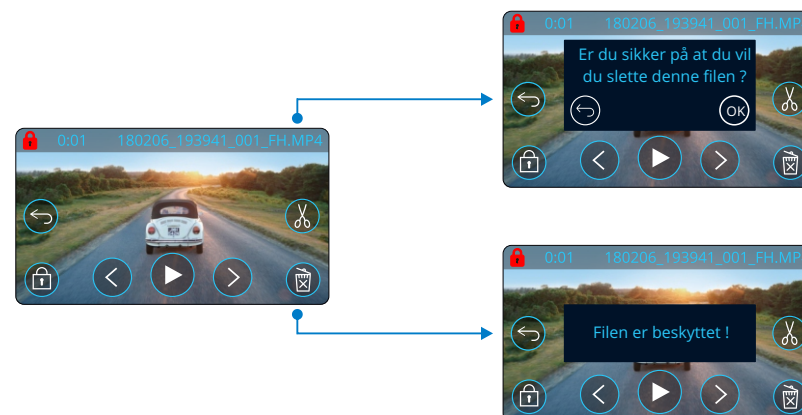 0:01 180206_193941_001_FH.MP4
0:01 180206_193941_001_FH.MP
Er du sikker på at du vil
du slette denne filen ?
OK
0:01 180206_193941_001_FH.MP
Filen er beskyttet !